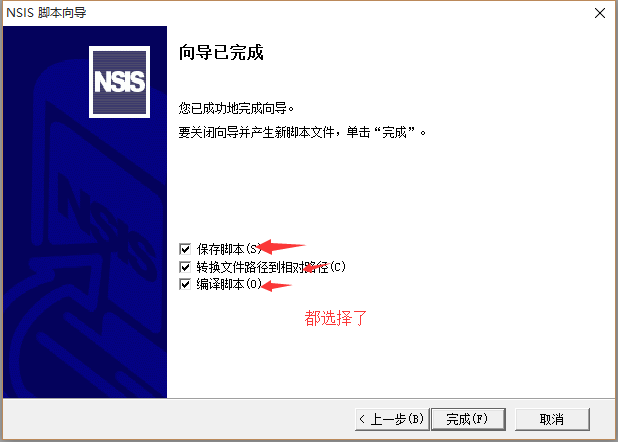 NSIS 脚本向导
NSIS
向导已完成
您已成功地完成向导。
要关闭向导并产生新脚本文件，单击“完成”。
保存脚本(S)
转换文件路径到相对路径(C)
编译脚本(O)
都选择了
< 上一步(B)
完成(F)
取消